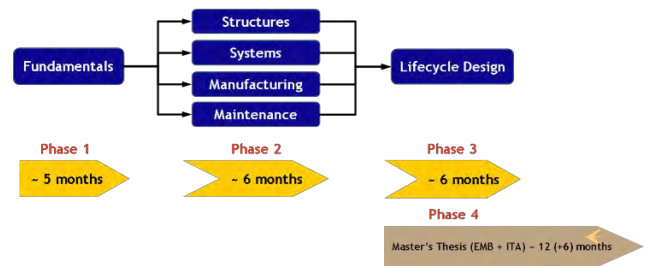 Structures
Systems
Fundamentals
Lifecycle Design
Manufacturing
Maintenance
Phase 1
Phase 2
Phase 3
~ 5 months
~ 6 months
~ 6 months
Phase 4
Master's Thesis (EMB + ITA) ~ 12 (+6) months